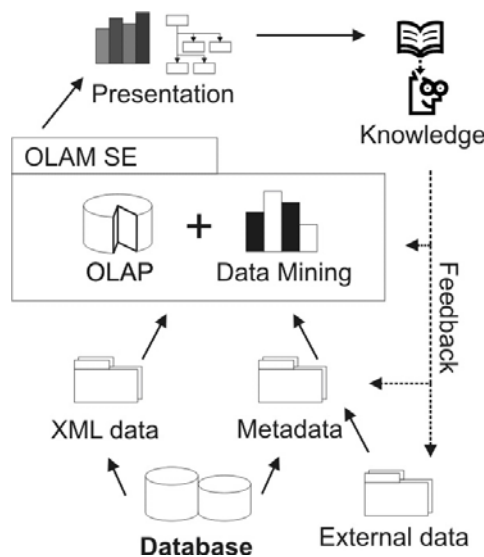 Presentation
Knowledge
OLAM SE
+
OLAP
Data Mining
Feedback
XML data
Metadata
Database
External data